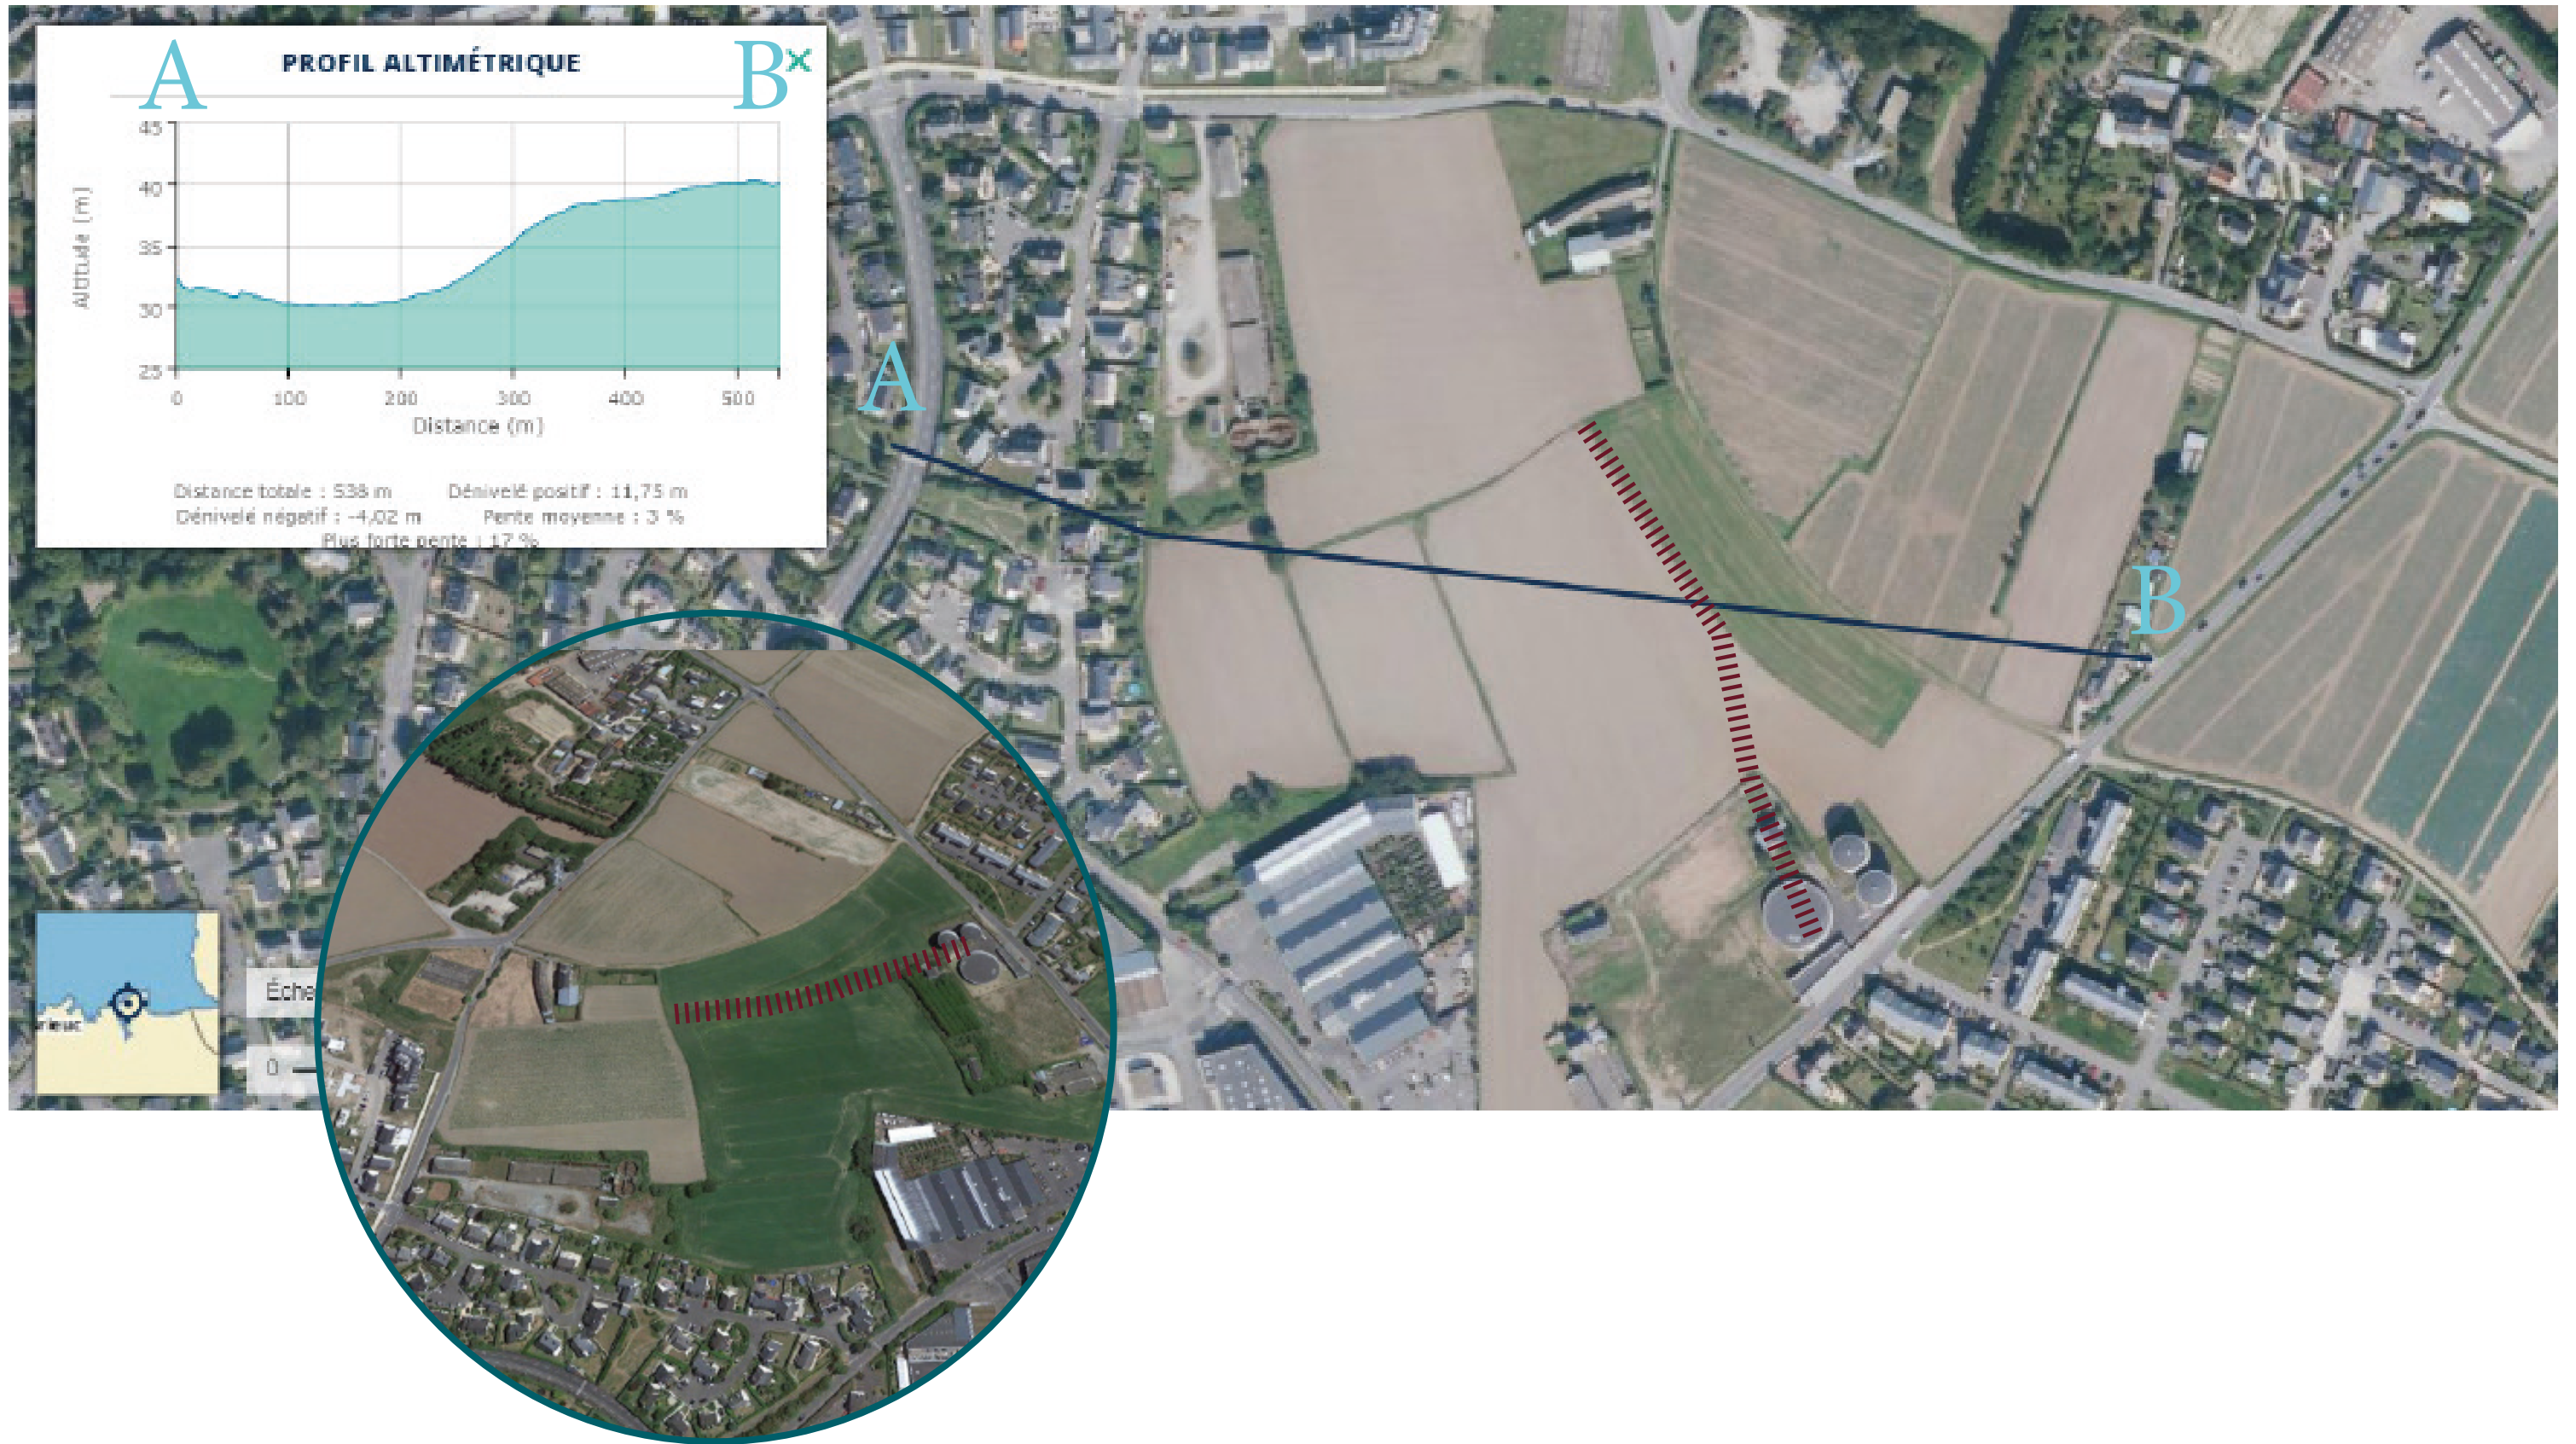 A
PROFIL ALTIMÉTRIQUE
B
×
45
40
35
30
25
Altitude (m)
0 100 200 300 400 500
Distance (m)
Distance totale : 538 m Dénivelé positif : 11,75 m
Dénivelé négatif : -4,02 m Pente moyenne : 3 %
Plus forte pente : 17 %
A
B
rieuc
Éche
0